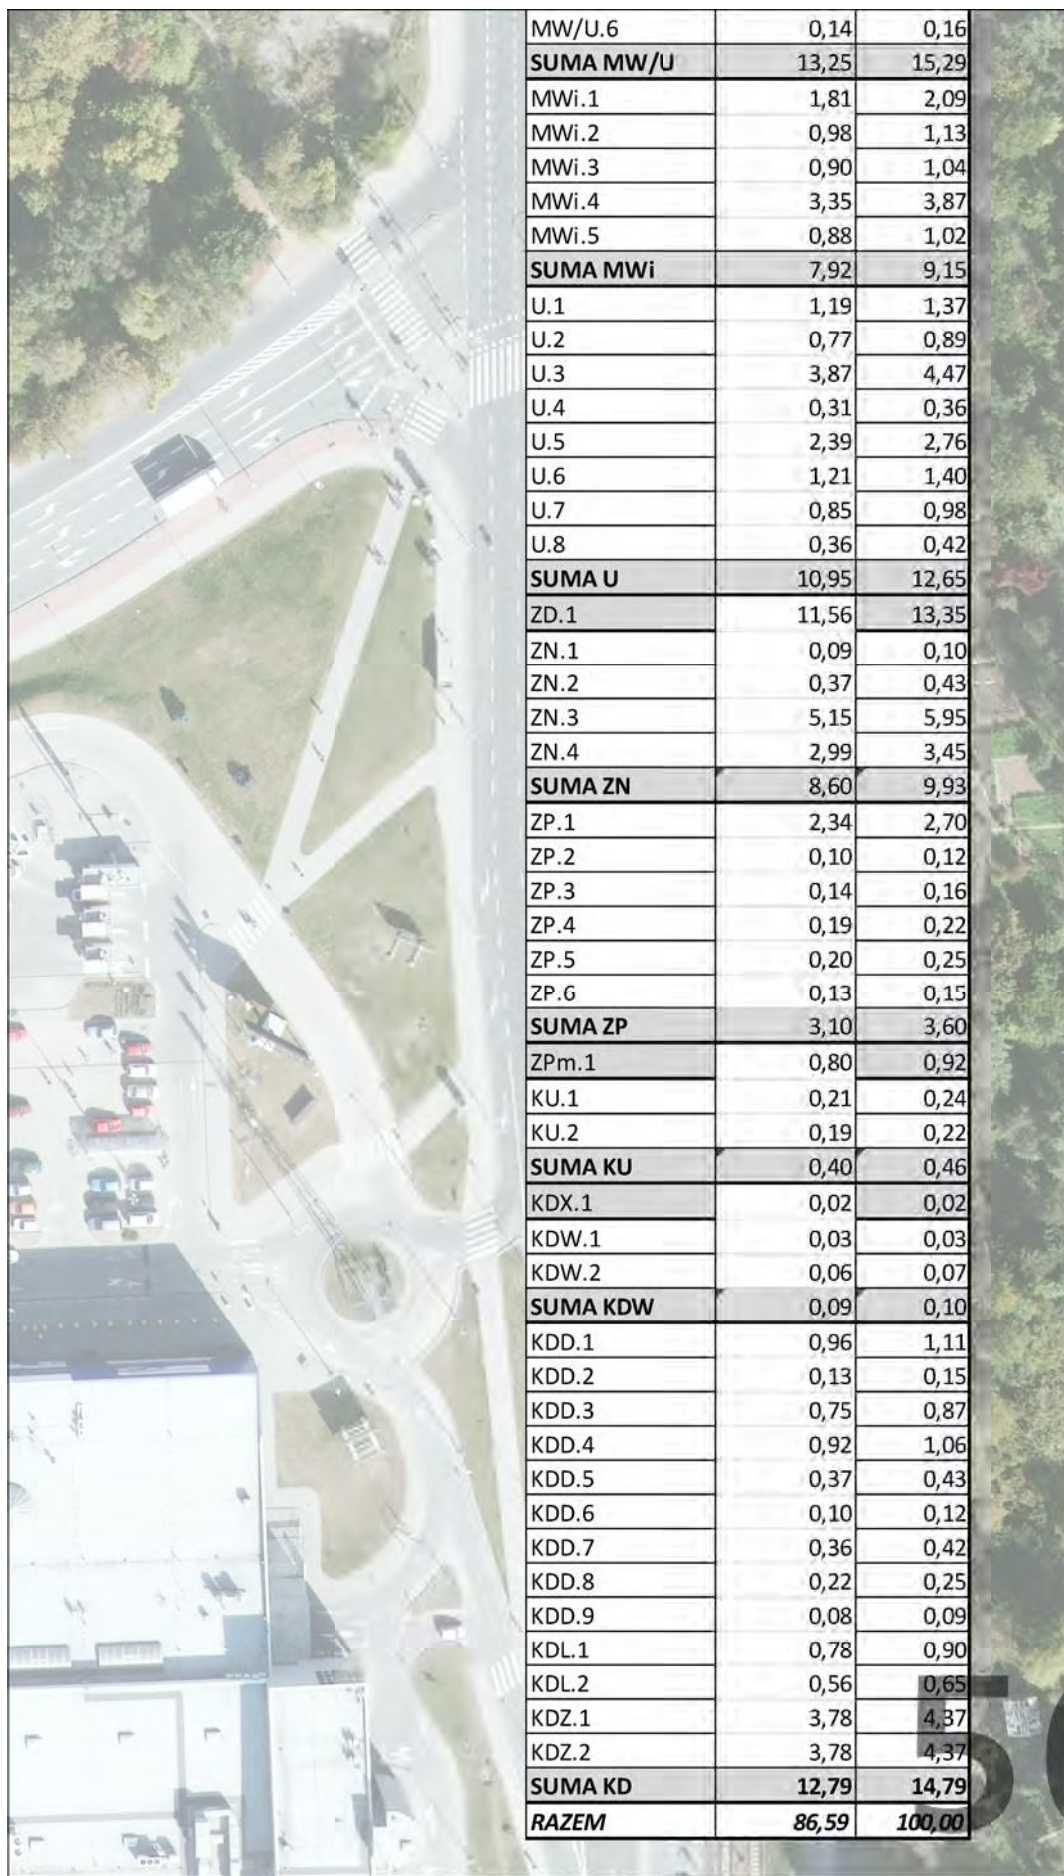 MW/U.6 0,14 0,16
SUMA MW/U 13,25 15,29
MWi.1 1,81 2,09
MWi.2 0,98 1,13
MWi.3 0,90 1,04
MWi.4 3,35 3,87
MWi.5 0,88 1,02
SUMA MWi 7,92 9,15
U.1 1,19 1,37
U.2 0,77 0,89
U.3 3,87 4,47
U.4 0,31 0,36
U.5 2,39 2,76
U.6 1,21 1,40
U.7 0,85 0,98
U.8 0,36 0,42
SUMA U 10,95 12,65
ZD.1 11,56 13,35
ZN.1 0,09 0,10
ZN.2 0,37 0,43
ZN.3 5,15 5,95
ZN.4 2,99 3,45
SUMA ZN 8,60 9,93
ZP.1 2,34 2,70
ZP.2 0,10 0,12
ZP.3 0,14 0,16
ZP.4 0,19 0,22
ZP.5 0,20 0,25
ZP.6 0,13 0,15
SUMA ZP 3,10 3,60
ZPm.1 0,80 0,92
KU.1 0,21 0,24
KU.2 0,19 0,22
SUMA KU 0,40 0,46
KDX.1 0,02 0,02
KDW.1 0,03 0,03
KDW.2 0,06 0,07
SUMA KDW 0,09 0,10
KDD.1 0,96 1,11
KDD.2 0,13 0,15
KDD.3 0,75 0,87
KDD.4 0,92 1,06
KDD.5 0,37 0,43
KDD.6 0,10 0,12
KDD.7 0,36 0,42
KDD.8 0,22 0,25
KDD.9 0,08 0,09
KDL.1 0,78 0,90
KDL.2 0,56 0,65
KDZ.1 3,78 4,37
KDZ.2 3,78 4,37
SUMA KD 12,79 14,79
RAZEM 86,59 100,00